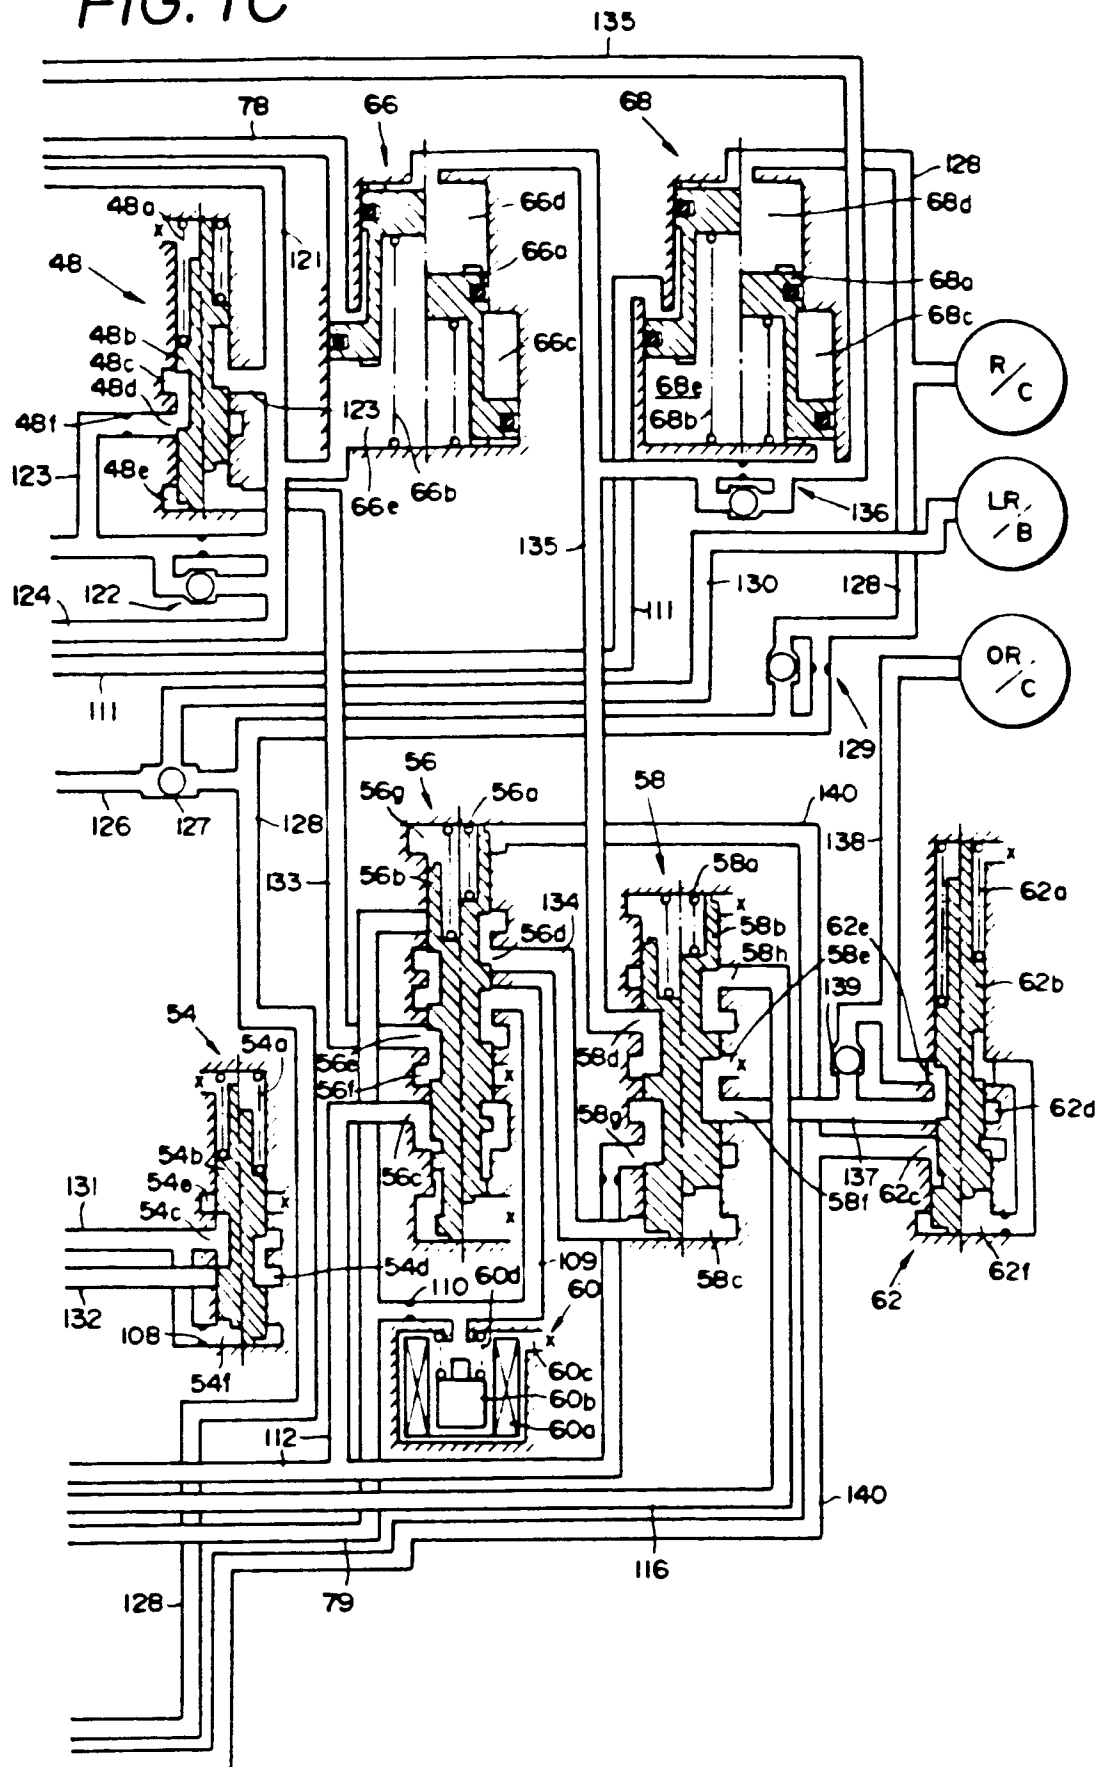 FIG. 1C
135
78
66
68
128
48a
x
66d
68d
48
121
66a
68a
48b
66c
68c
48c
48d
R/C
68e
48f
123
68b
123
48e
66e
66b
LR/B
136
135
124
122
130
128
111
OR/C
111
129
56
126
127
128
56g
56a
58
140
138
133
56b
58a
x
62a
134
x
58b
62e
56d
58h
58e
54
139
62b
54a
56e
58d
x
56f
x
x
62d
58g
54b
56c
137
54e
x
58f
62c
131
54c
x
109
54d
110
60d
60
58c
62f
132
62
108
x
60c
54f
60b
60a
112
140
116
128
79